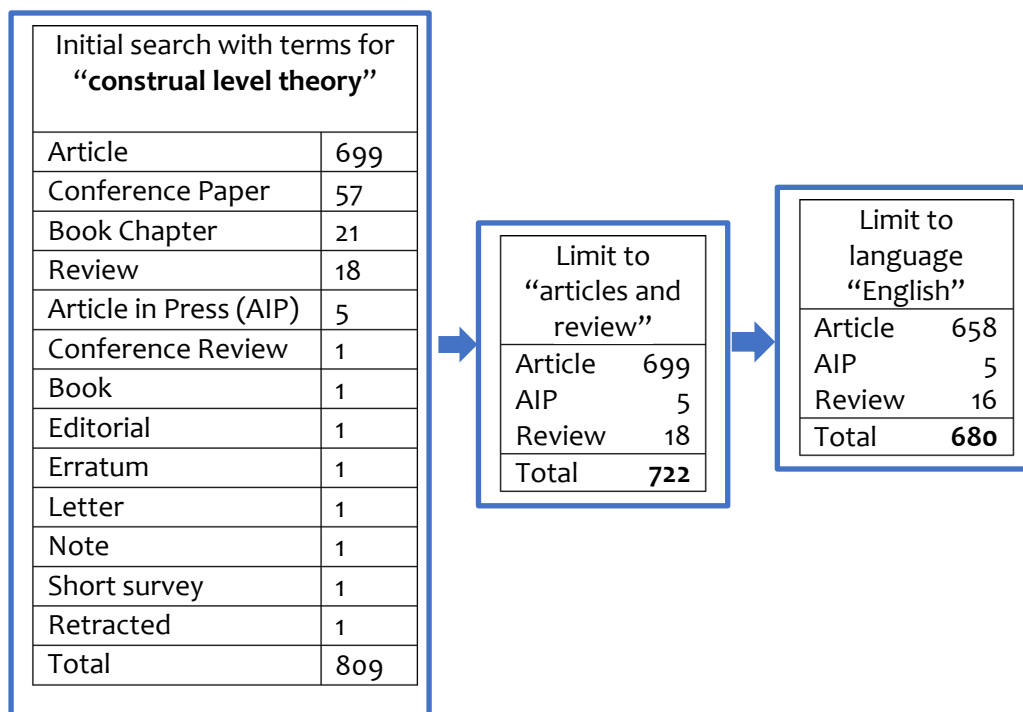 Initial search with terms for
“construal level theory”
Article 699
Conference Paper 57
Book Chapter 21
Review 18
Article in Press (AIP) 5
Conference Review 1
Book 1
Editorial 1
Erratum 1
Letter 1
Note 1
Short survey 1
Retracted 1
Total 809
Limit to
“articles and
review”
Article 699
AIP 5
Review 18
Total 722
Limit to
language
“English”
Article 658
AIP 5
Review 16
Total 680